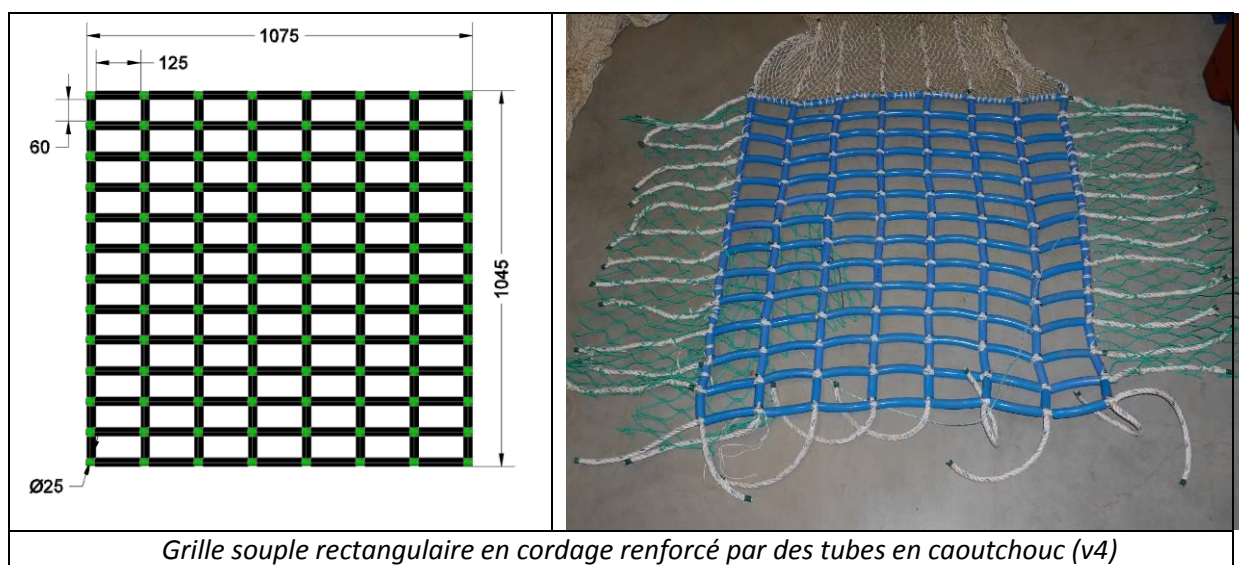 1075
125
60
1045
Ø25
Grille souple rectangulaire en cordage renforcé par des tubes en caoutchouc (v4)